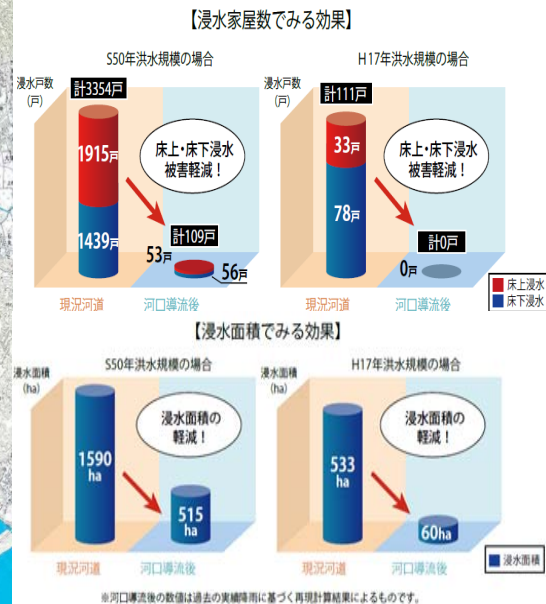 【浸水家屋数でみる効果】
S50年洪水規模の場合
浸水戸数
(戸)
計3354戸
1915戸
1439戸
床上・床下浸水
被害軽減！
計109戸
53戸
56戸
現況河道
河口導流後
H17年洪水規模の場合
浸水戸数
(戸)
計111戸
33戸
78戸
床上・床下浸水
被害軽減！
計0戸
0戸
現況河道
河口導流後
床上浸水
床下浸水
【浸水面積でみる効果】
S50年洪水規模の場合
浸水面積
(ha)
1590
ha
浸水面積の
軽減！
515
ha
現況河道
河口導流後
H17年洪水規模の場合
浸水面積
(ha)
533
ha
浸水面積の
軽減！
60ha
現況河道
河口導流後
浸水面積
※河口導流後の数値は過去の実績降雨に基づく再現計算結果によるものです。